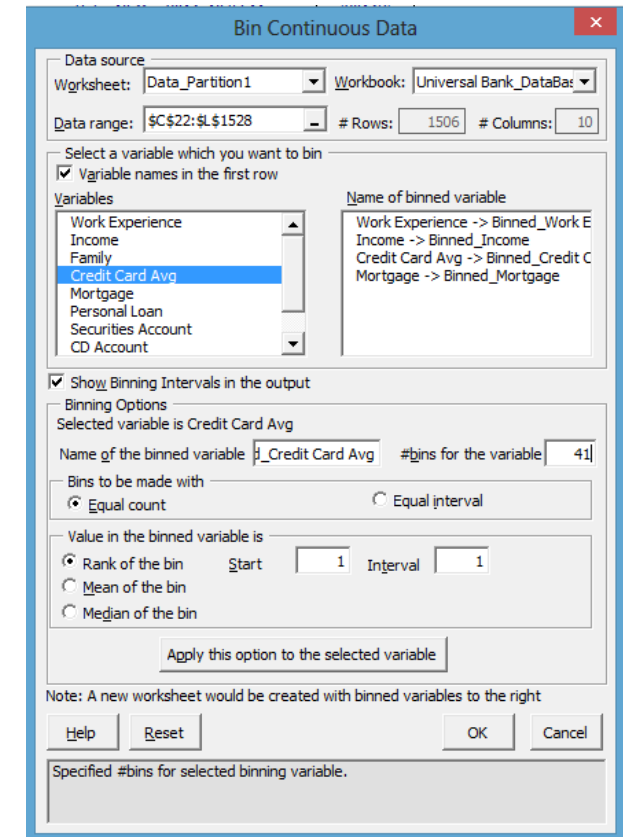 Bin Continuous Data
×
Data source
Worksheet: Data_Partition1 Workbook: Universal Bank_DataBas
Data range: $C$22:$L$1528 # Rows: 1506 # Columns: 10
Select a variable which you want to bin
Variable names in the first row
Variables Name of binned variable
Work Experience Work Experience -> Binned_Work E
Income Income -> Binned_Income
Family Credit Card Avg -> Binned_Credit C
Credit Card Avg Mortgage -> Binned_Mortgage
Mortgage
Personal Loan
Securities Account
CD Account
Show Binning Intervals in the output
Binning Options
Selected variable is Credit Card Avg
Name of the binned variable d_Credit Card Avg #bins for the variable 41
Bins to be made with
Equal count Equal interval
Value in the binned variable is
Rank of the bin Start 1 Interval 1
Mean of the bin
Median of the bin
Apply this option to the selected variable
Note: A new worksheet would be created with binned variables to the right
Help Reset OK Cancel
Specified #bins for selected binning variable.